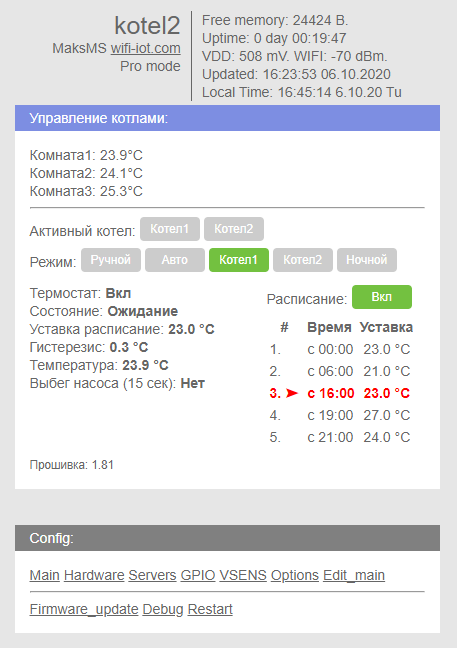 kotel2
MaksMS wifi-iot.com
Pro mode
Free memory: 24424 B.
Uptime: 0 day 00:19:47
VDD: 508 mV. WIFI: -70 dBm.
Updated: 16:23:53 06.10.2020
Local Time: 16:45:14 6.10.20 Tu
Управление котлами:
Комната1: 23.9°C
Комната2: 24.1°C
Комната3: 25.3°C
Активный котел: Котел1 Котел2
Режим: Ручной Авто Котел1 Котел2 Ночной
Термостат: Вкл
Состояние: Ожидание
Уставка расписание: 23.0 °C
Гистерезис: 0.3 °C
Температура: 23.9 °C
Выбег насоса (15 сек): Нет
Расписание: Вкл
# Время Уставка
1. с 00:00 23.0 °C
2. с 06:00 21.0 °C
3. ➤ с 16:00 23.0 °C
4. с 19:00 27.0 °C
5. с 21:00 24.0 °C
Прошивка: 1.81
Config:
Main Hardware Servers GPIO VSENS Options Edit_main
Firmware_update Debug Restart